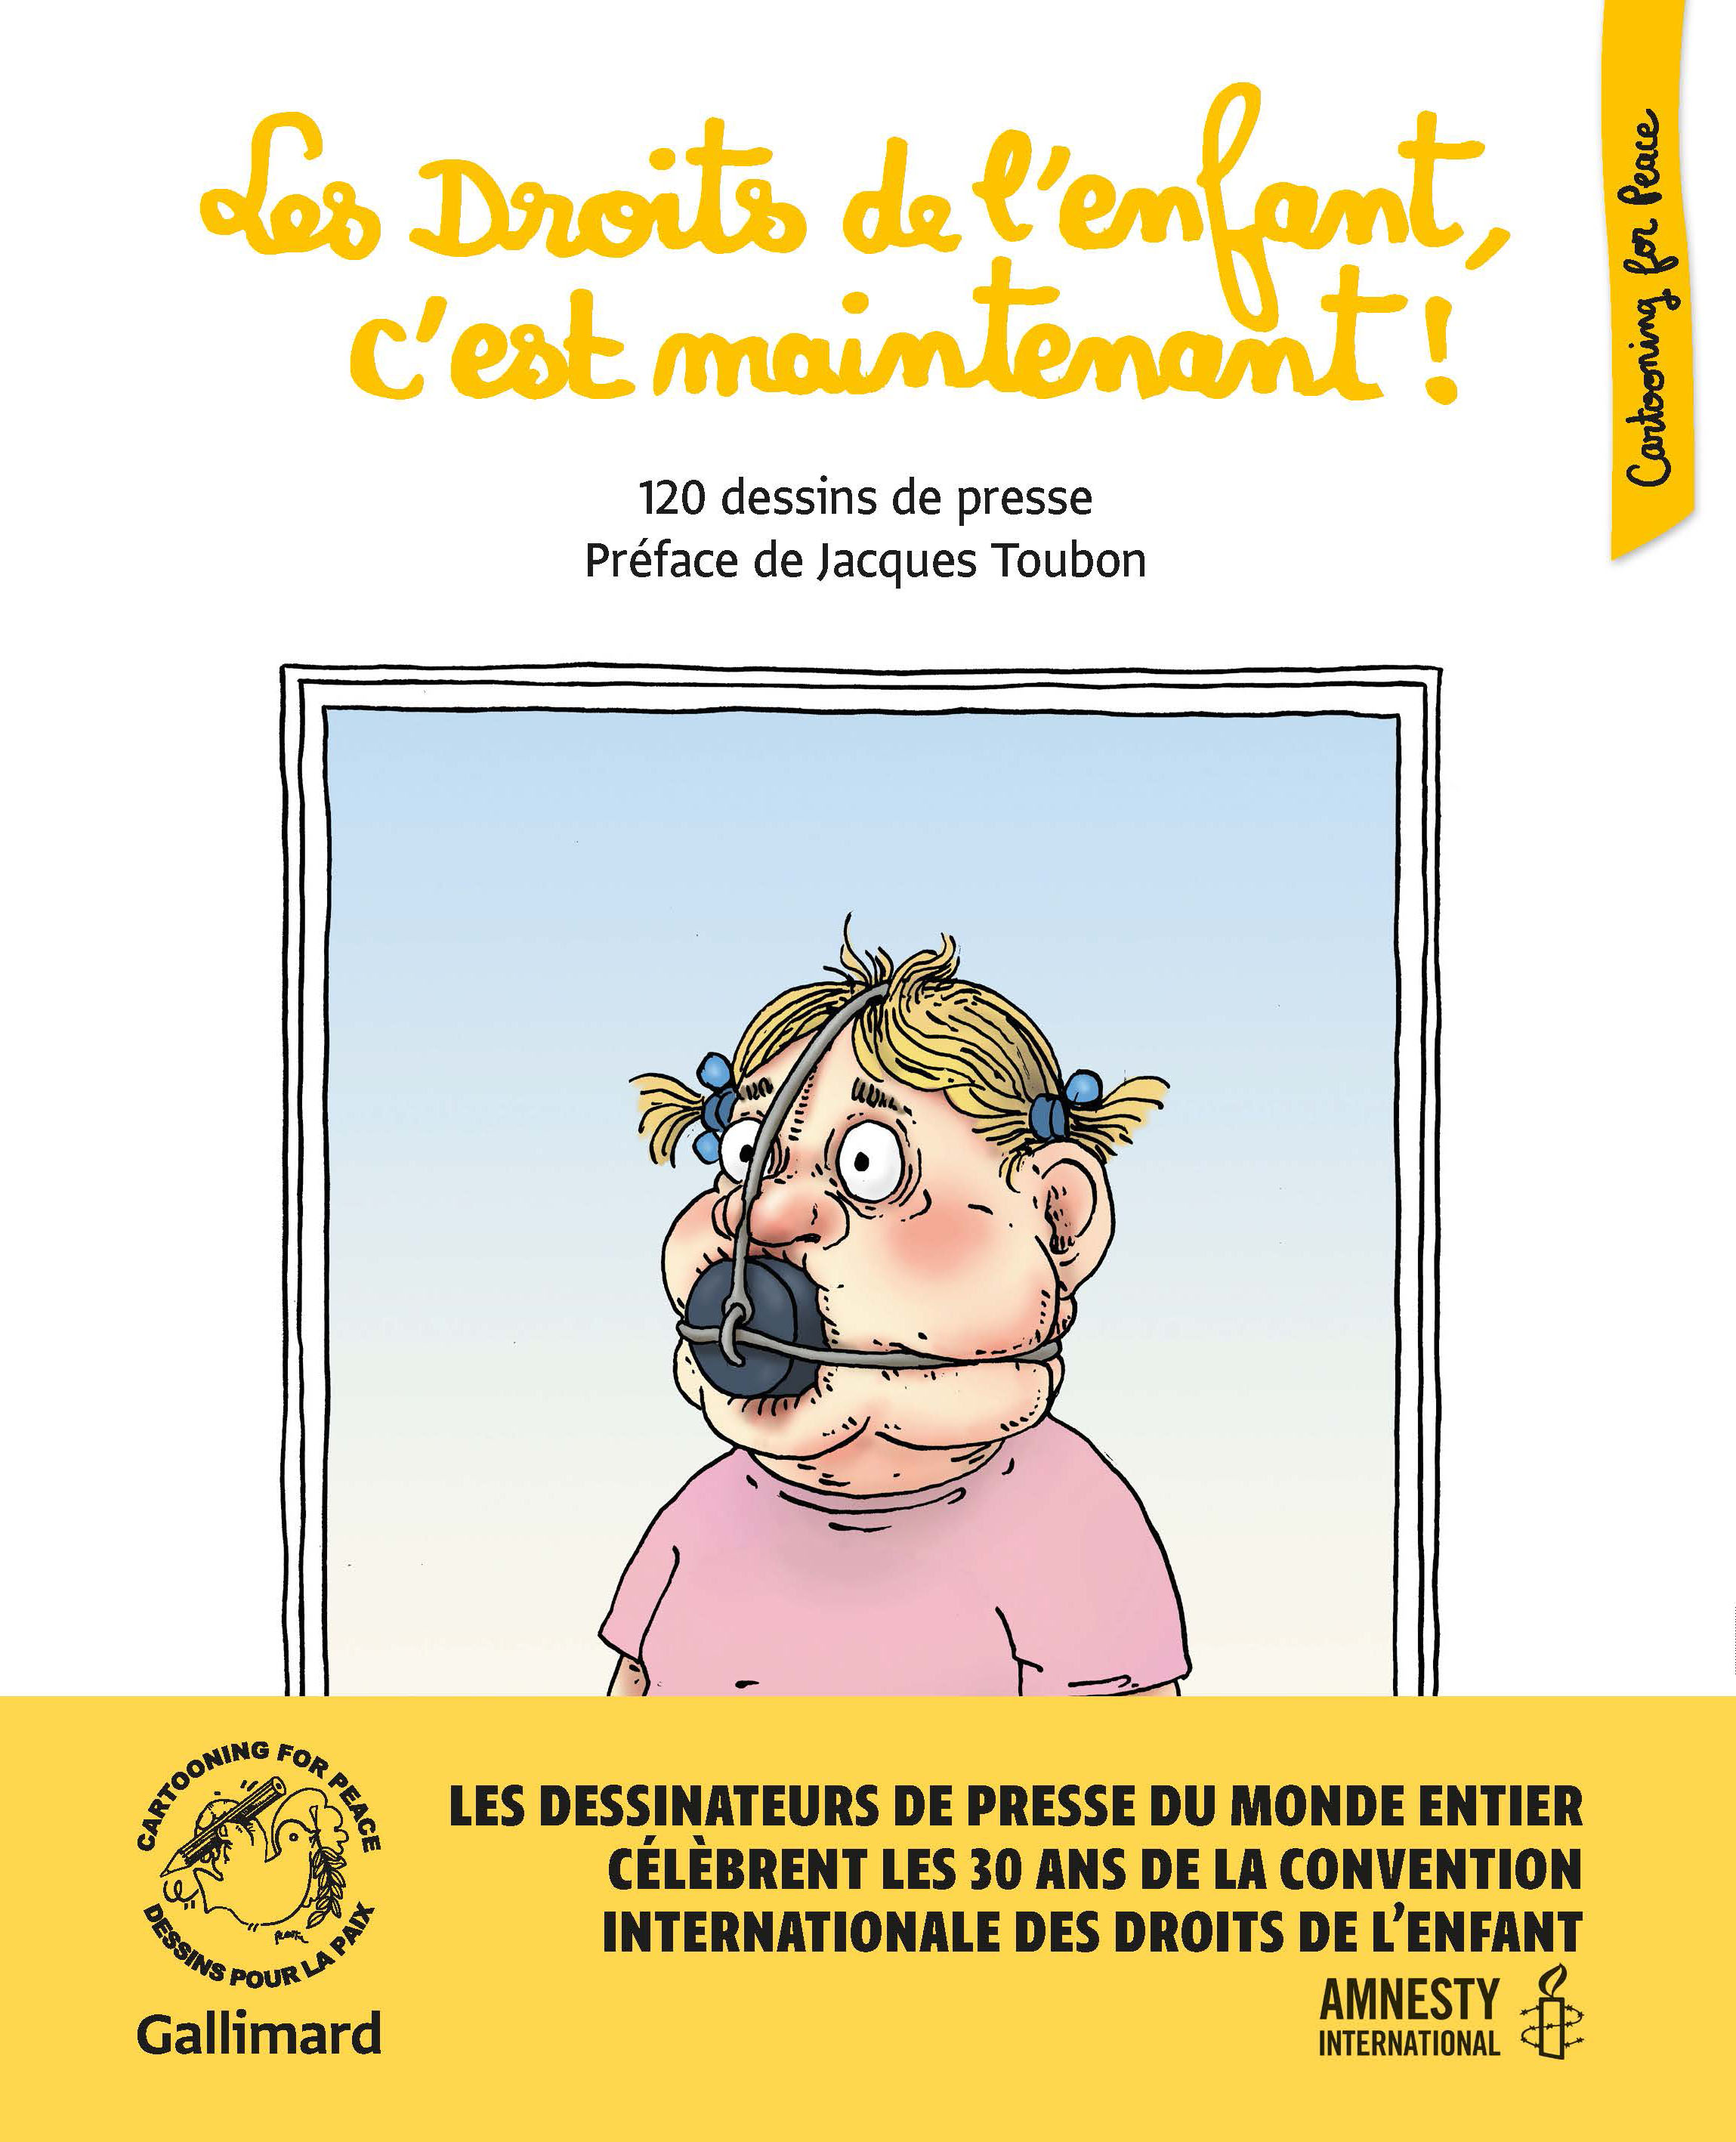 Les Droits de l'enfant,
c'est maintenant !
Cartooning for Peace
120 dessins de presse
Préface de Jacques Toubon
CARTOONING FOR PEACE
DESSINS POUR LA PAIX
Gallimard
LES DESSINATEURS DE PRESSE DU MONDE ENTIER
CÉLÈBRENT LES 30 ANS DE LA CONVENTION
INTERNATIONALE DES DROITS DE L'ENFANT
AMNESTY
INTERNATIONAL